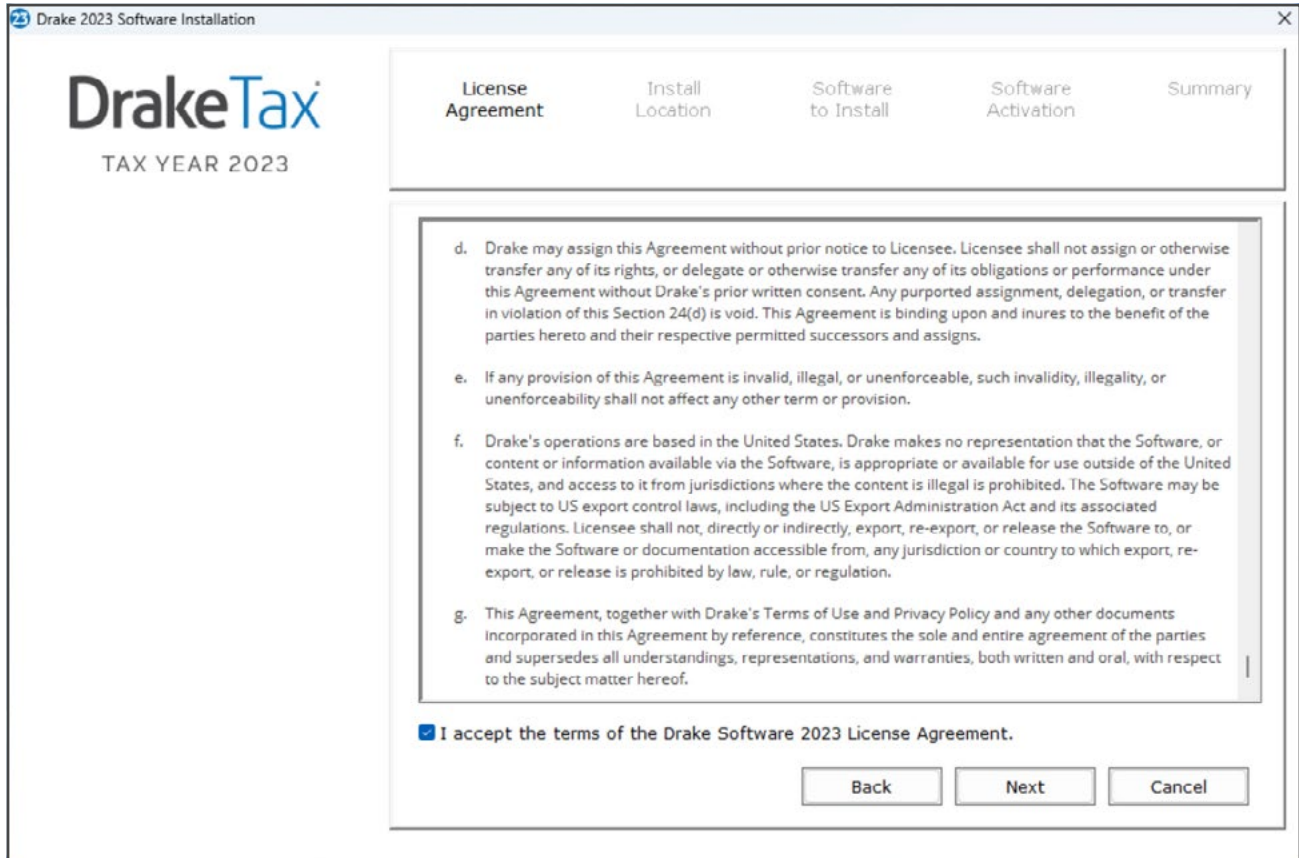 23 Drake 2023 Software Installation
DrakeTax
TAX YEAR 2023
License Agreement
Install Location
Software to Install
Software Activation
Summary
d. Drake may assign this Agreement without prior notice to Licensee. Licensee shall not assign or otherwise
transfer any of its rights, or delegate or otherwise transfer any of its obligations or performance under
this Agreement without Drake's prior written consent. Any purported assignment, delegation, or transfer
in violation of this Section 24(d) is void. This Agreement is binding upon and inures to the benefit of the
parties hereto and their respective permitted successors and assigns.
e. If any provision of this Agreement is invalid, illegal, or unenforceable, such invalidity, illegality, or
unenforceability shall not affect any other term or provision.
f. Drake's operations are based in the United States. Drake makes no representation that the Software, or
content or information available via the Software, is appropriate or available for use outside of the United
States, and access to it from jurisdictions where the content is illegal is prohibited. The Software may be
subject to US export control laws, including the US Export Administration Act and its associated
regulations. Licensee shall not, directly or indirectly, export, re-export, or release the Software to, or
make the Software or documentation accessible from, any jurisdiction or country to which export, re-
export, or release is prohibited by law, rule, or regulation.
g. This Agreement, together with Drake's Terms of Use and Privacy Policy and any other documents
incorporated in this Agreement by reference, constitutes the sole and entire agreement of the parties
and supersedes all understandings, representations, and warranties, both written and oral, with respect
to the subject matter hereof.
I accept the terms of the Drake Software 2023 License Agreement.
Back
Next
Cancel